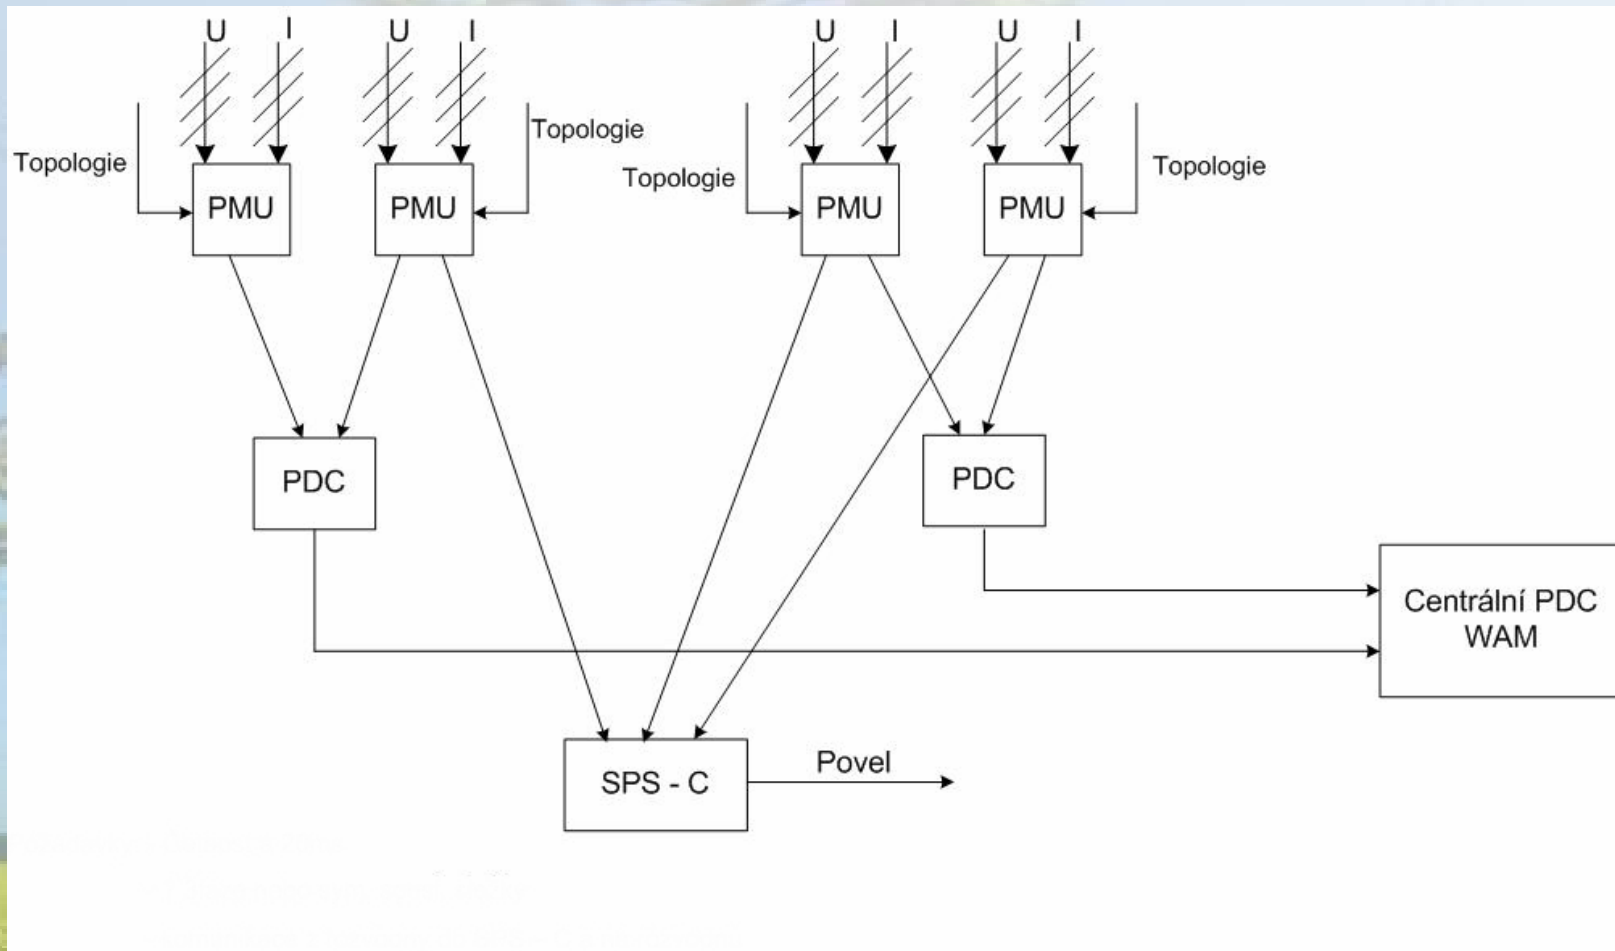 U I U I U I U I
Topologie
Topologie
Topologie
Topologie
PMU PMU PMU PMU
PDC
PDC
Centrální PDC
WAM
SPS - C
Povel